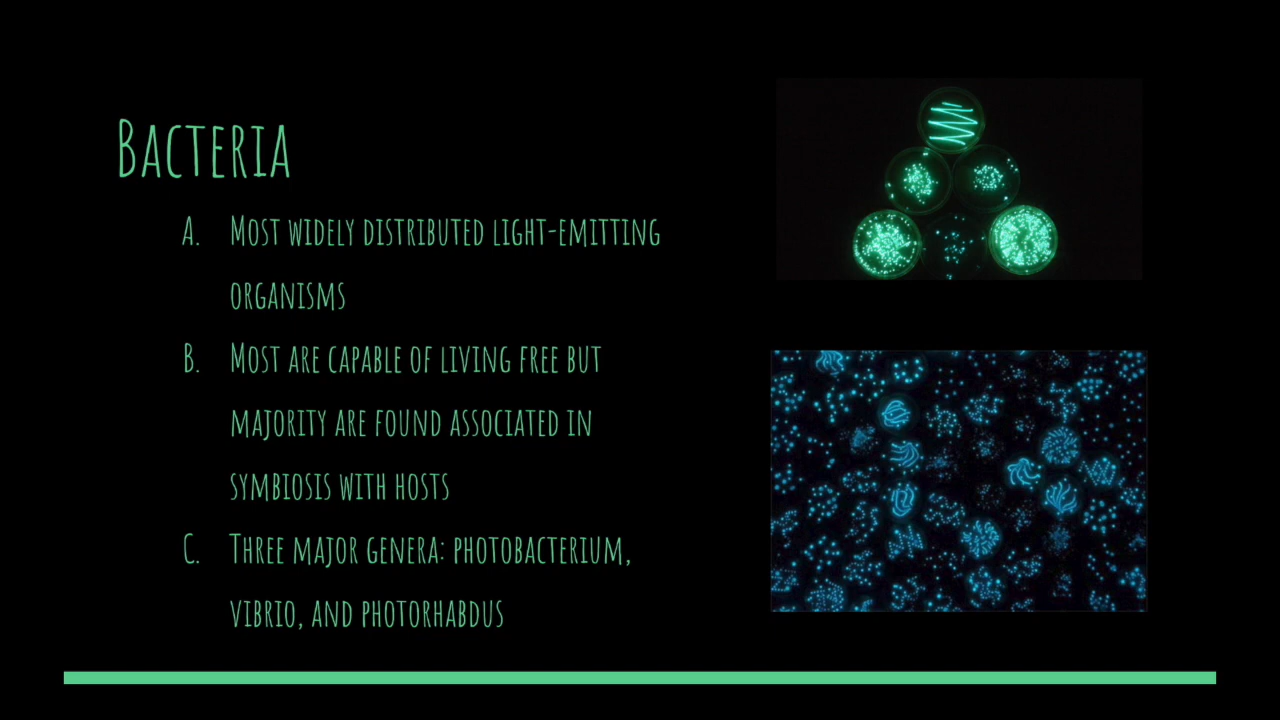 Bacteria
A. Most widely distributed light-emitting
organisms
B. Most are capable of living free but
majority are found associated in
symbiosis with hosts
C. Three major genera: photobacterium,
vibrio, and photorhabdus